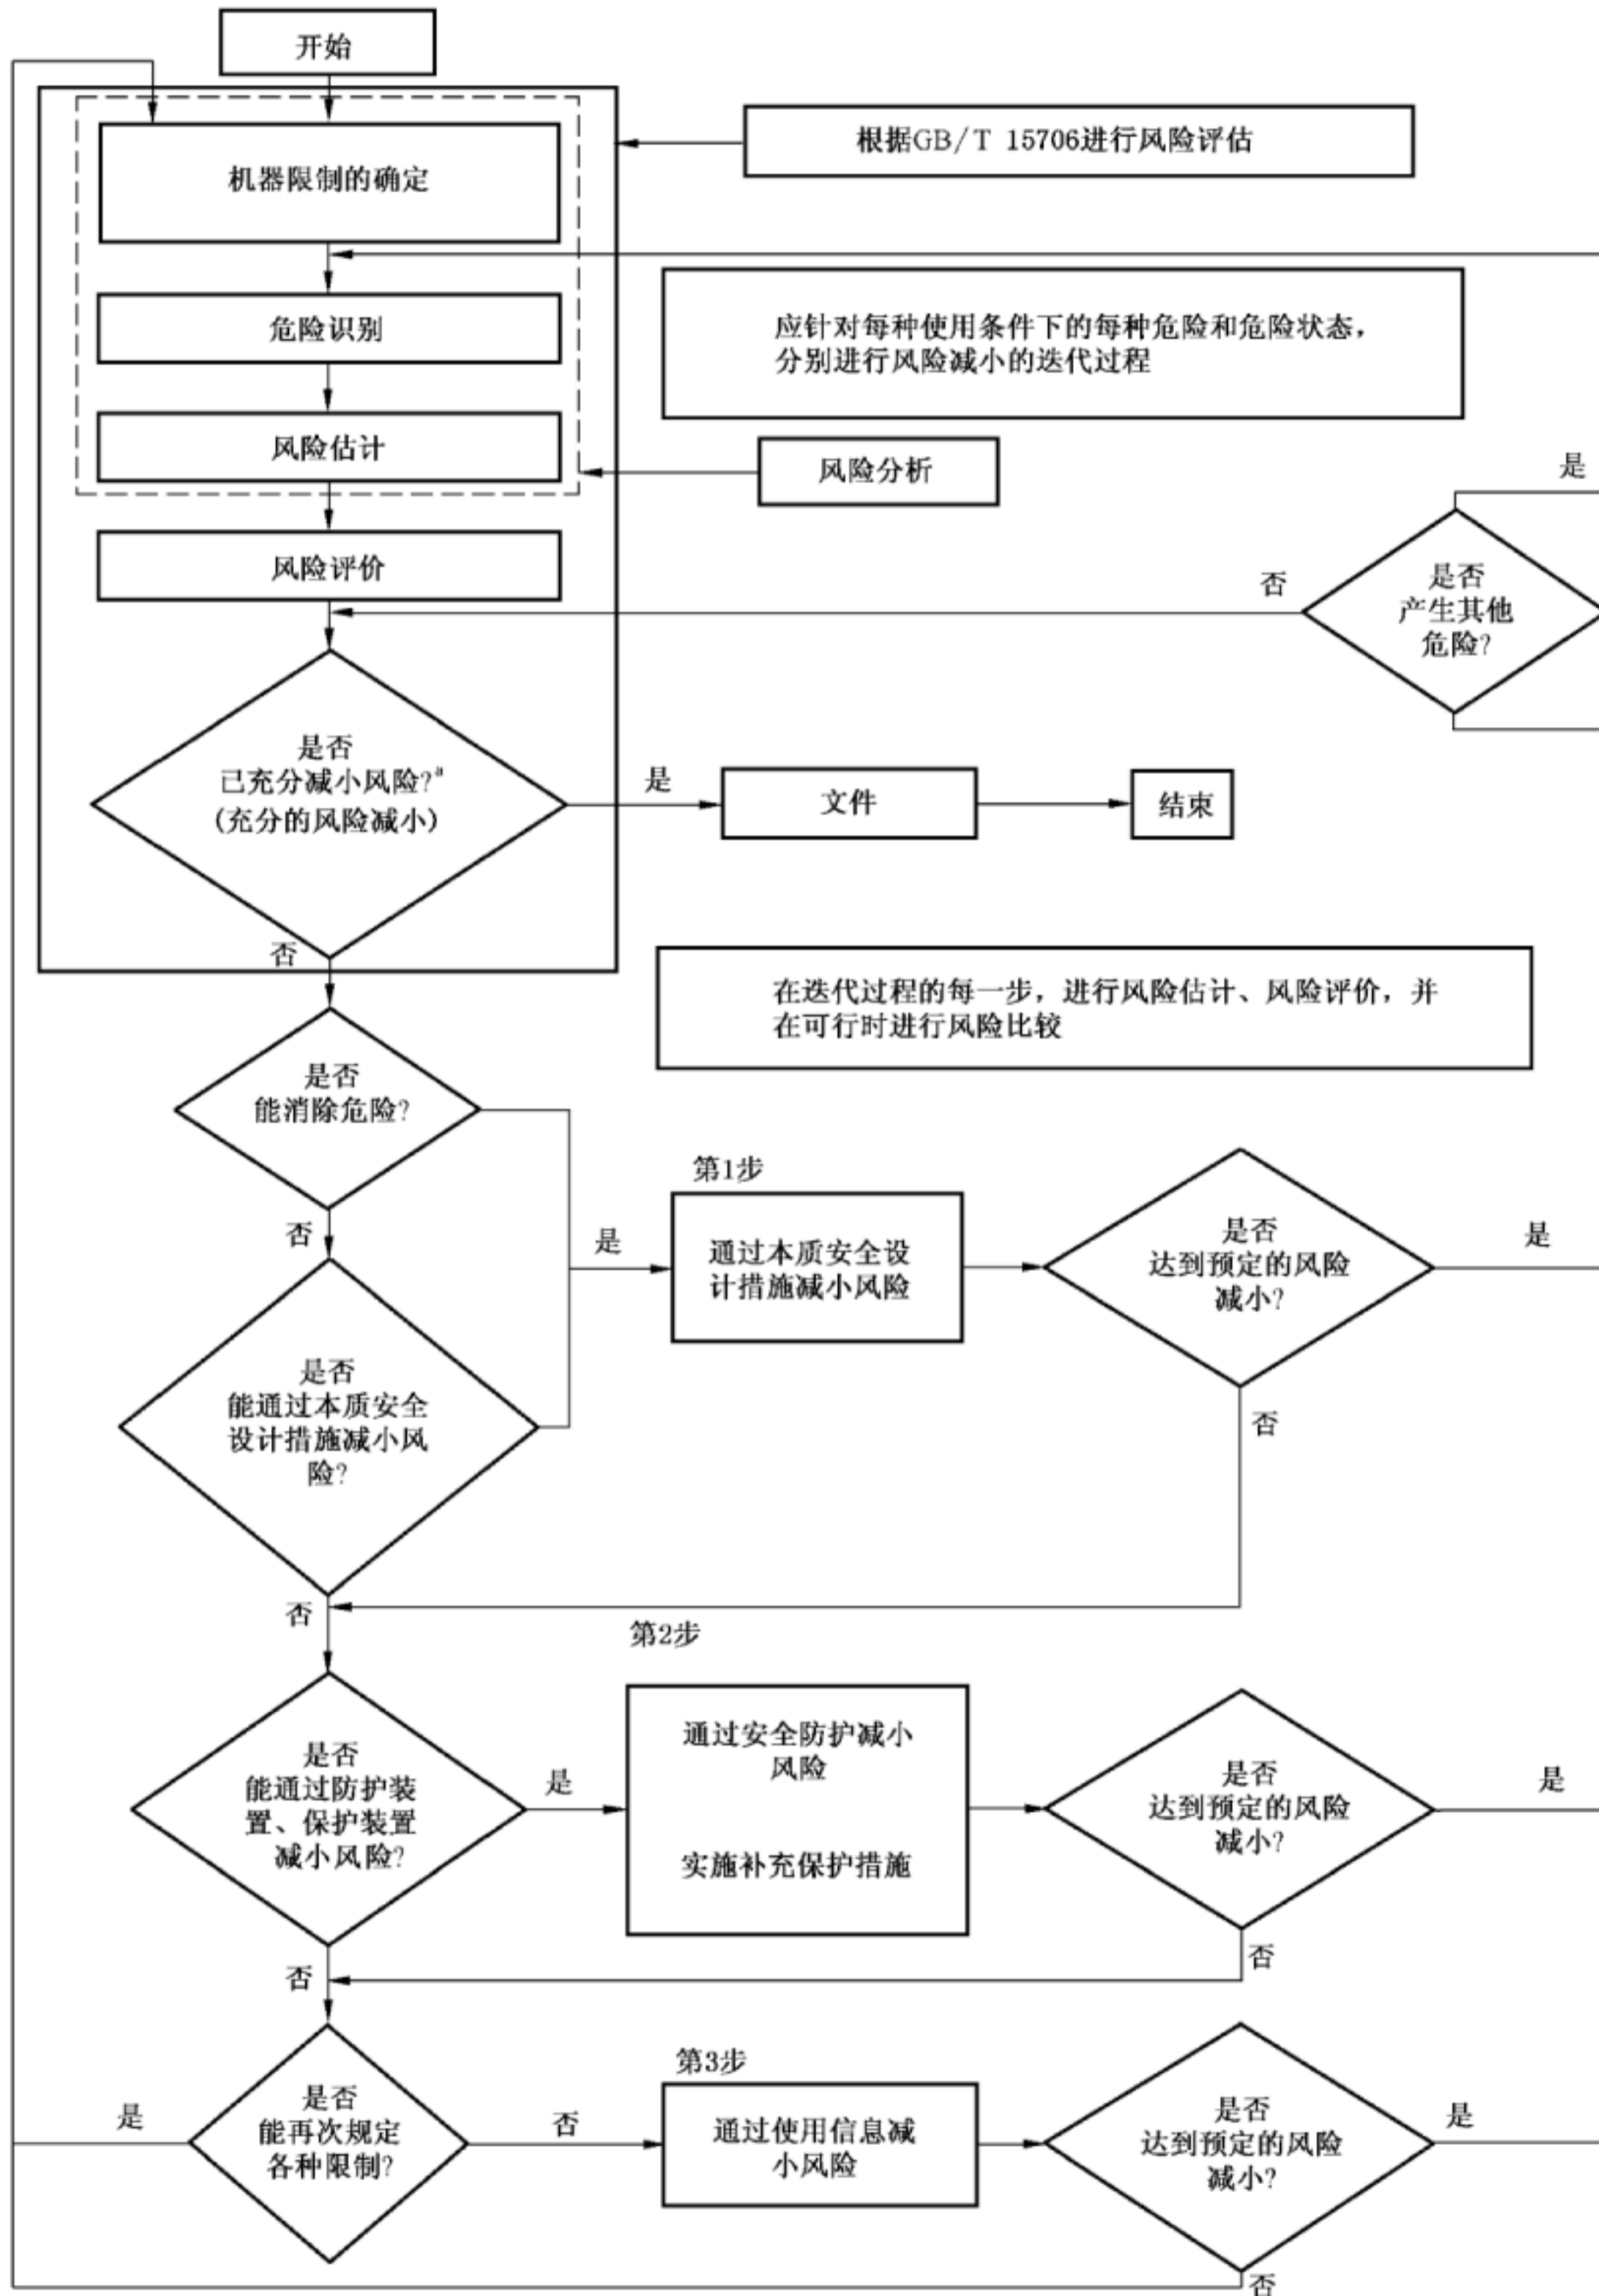 开始
根据GB/T 15706进行风险评估
机器限制的确定
应针对每种使用条件下的每种危险和危险状态，
分别进行风险减小的迭代过程
危险识别
风险估计
风险分析
是
风险评价
否
是否
产生其他
危险?
是否
已充分减小风险?a
(充分的风险减小)
是
文件
结束
否
在迭代过程的每一步，进行风险估计、风险评价，并
在可行时进行风险比较
是否
能消除危险?
第1步
否
是
通过本质安全设
计措施减小风险
是否
达到预定的风险
减小?
是
是否
能通过本质安全
设计措施减小风
险?
否
否
第2步
是否
能通过防护装
置、保护装置
减小风险?
是
通过安全防护减小
风险
实施补充保护措施
是否
达到预定的风险
减小?
是
否
否
第3步
是
是否
能再次规定
各种限制?
否
通过使用信息减
小风险
是否
达到预定的风险
减小?
是
否